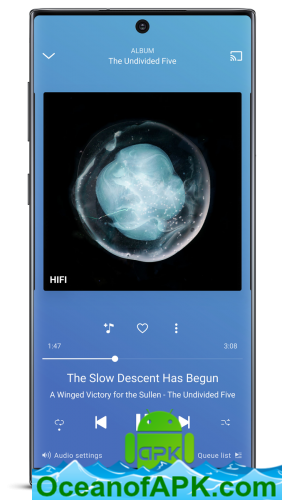 ALBUM
The Undivided Five
HIFI
1:47 3:08
The Slow Descent Has Begun
A Winged Victory for the Sullen - The Undivided Five
Audio settings Queue list
APK
OceanofAPK.com